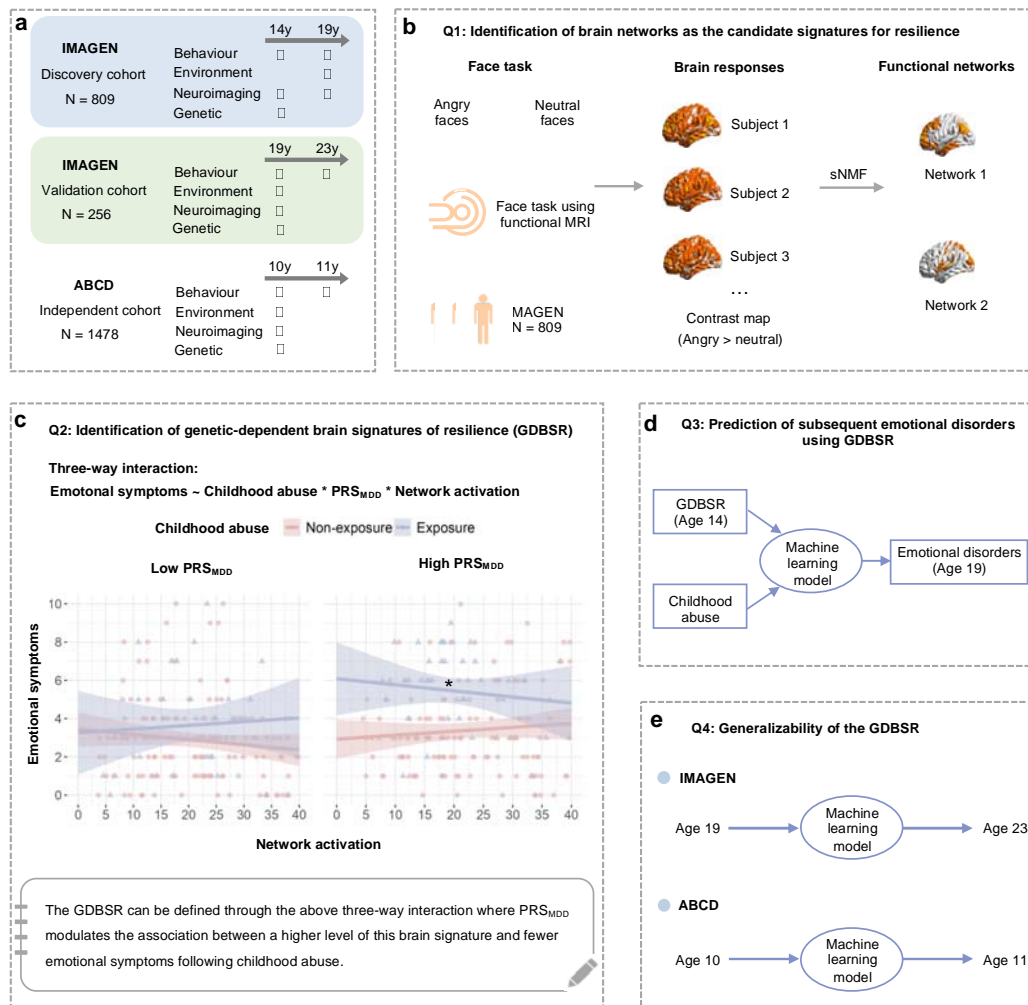 a
IMAGEN
Discovery cohort
N = 809
14y 19y
Behaviour
Environment
Neuroimaging
Genetic
IMAGEN
Validation cohort
N = 256
19y 23y
Behaviour
Environment
Neuroimaging
Genetic
ABCD
Independent cohort
N = 1478
10y 11y
Behaviour
Environment
Neuroimaging
Genetic
b
Q1: Identification of brain networks as the candidate signatures for resilience
Face task
Angry
faces
Neutral
faces
Face task using
functional MRI
MAGEN
N = 809
Brain responses
Subject 1
Subject 2
Subject 3
...
Contrast map
(Angry > neutral)
sNMF
Functional networks
Network 1
Network 2
c
Q2: Identification of genetic-dependent brain signatures of resilience (GDBSR)
Three-way interaction:
Emotonal symptoms ~ Childhood abuse * PRSMDD * Network activation
Childhood abuse Non-exposure Exposure
Low PRSMDD
High PRSMDD
Emotional symptoms
10
8
6
4
2
0
*
0 5 10 15 20 25 30 35 40
0 5 10 15 20 25 30 35 40
Network activation
The GDBSR can be defined through the above three-way interaction where PRSMDD
modulates the association between a higher level of this brain signature and fewer
emotional symptoms following childhood abuse.
d
Q3: Prediction of subsequent emotional disorders
using GDBSR
GDBSR
(Age 14)
Childhood
abuse
Machine
learning
model
Emotional disorders
(Age 19)
e
Q4: Generalizability of the GDBSR
IMAGEN
Age 19
Machine
learning
model
Age 23
ABCD
Age 10
Machine
learning
model
Age 11